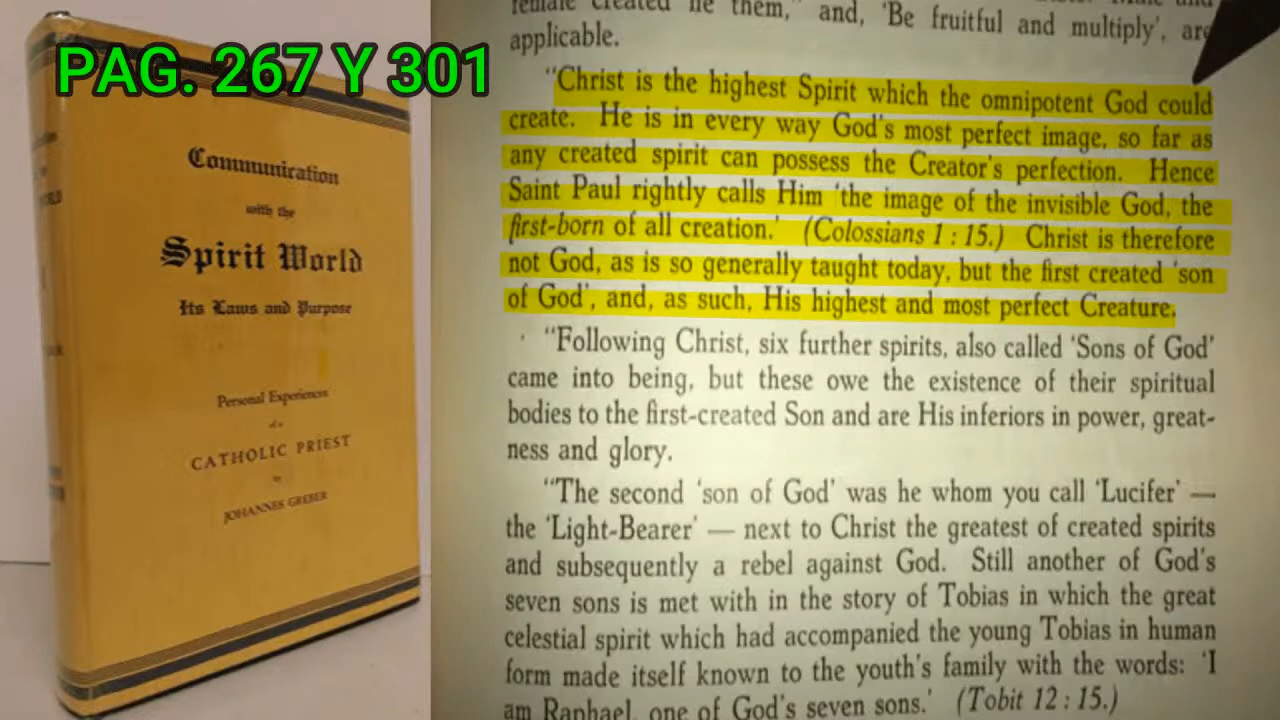 PAG. 267 Y 301
Communication
with the
Spirit World
Its Laws and Purpose
Personal Experiences
of a
CATHOLIC PRIEST
by
JOHANNES GREBER
female created he them," and, 'Be fruitful and multiply', are
applicable.
"Christ is the highest Spirit which the omnipotent God could
create. He is in every way God's most perfect image, so far as
any created spirit can possess the Creator's perfection. Hence
Saint Paul rightly calls Him 'the image of the invisible God, the
first-born of all creation.' (Colossians 1 : 15.) Christ is therefore
not God, as is so generally taught today, but the first created 'son
of God', and, as such, His highest and most perfect Creature.
"Following Christ, six further spirits, also called 'Sons of God'
came into being, but these owe the existence of their spiritual
bodies to the first-created Son and are His inferiors in power, great-
ness and glory.
"The second 'son of God' was he whom you call 'Lucifer' —
the 'Light-Bearer' — next to Christ the greatest of created spirits
and subsequently a rebel against God. Still another of God's
seven sons is met with in the story of Tobias in which the great
celestial spirit which had accompanied the young Tobias in human
form made itself known to the youth's family with the words: 'I
am Raphael, one of God's seven sons.' (Tobit 12 : 15.)